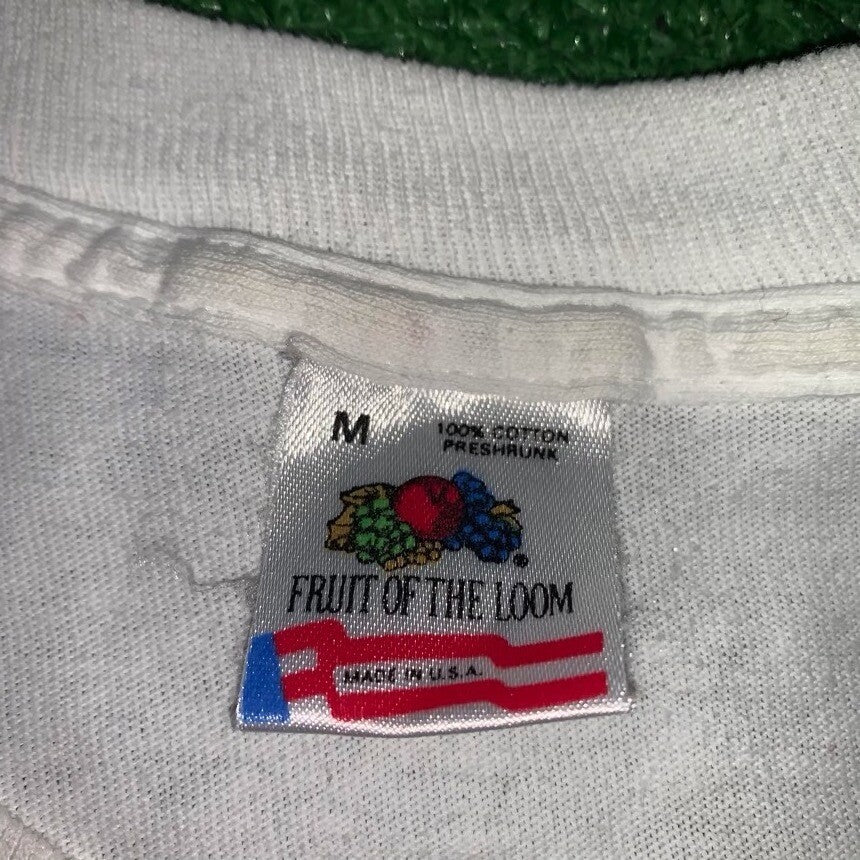 M
100% COTTON
PRESHRUNK
FRUIT OF THE LOOM
®
MADE IN U.S.A.